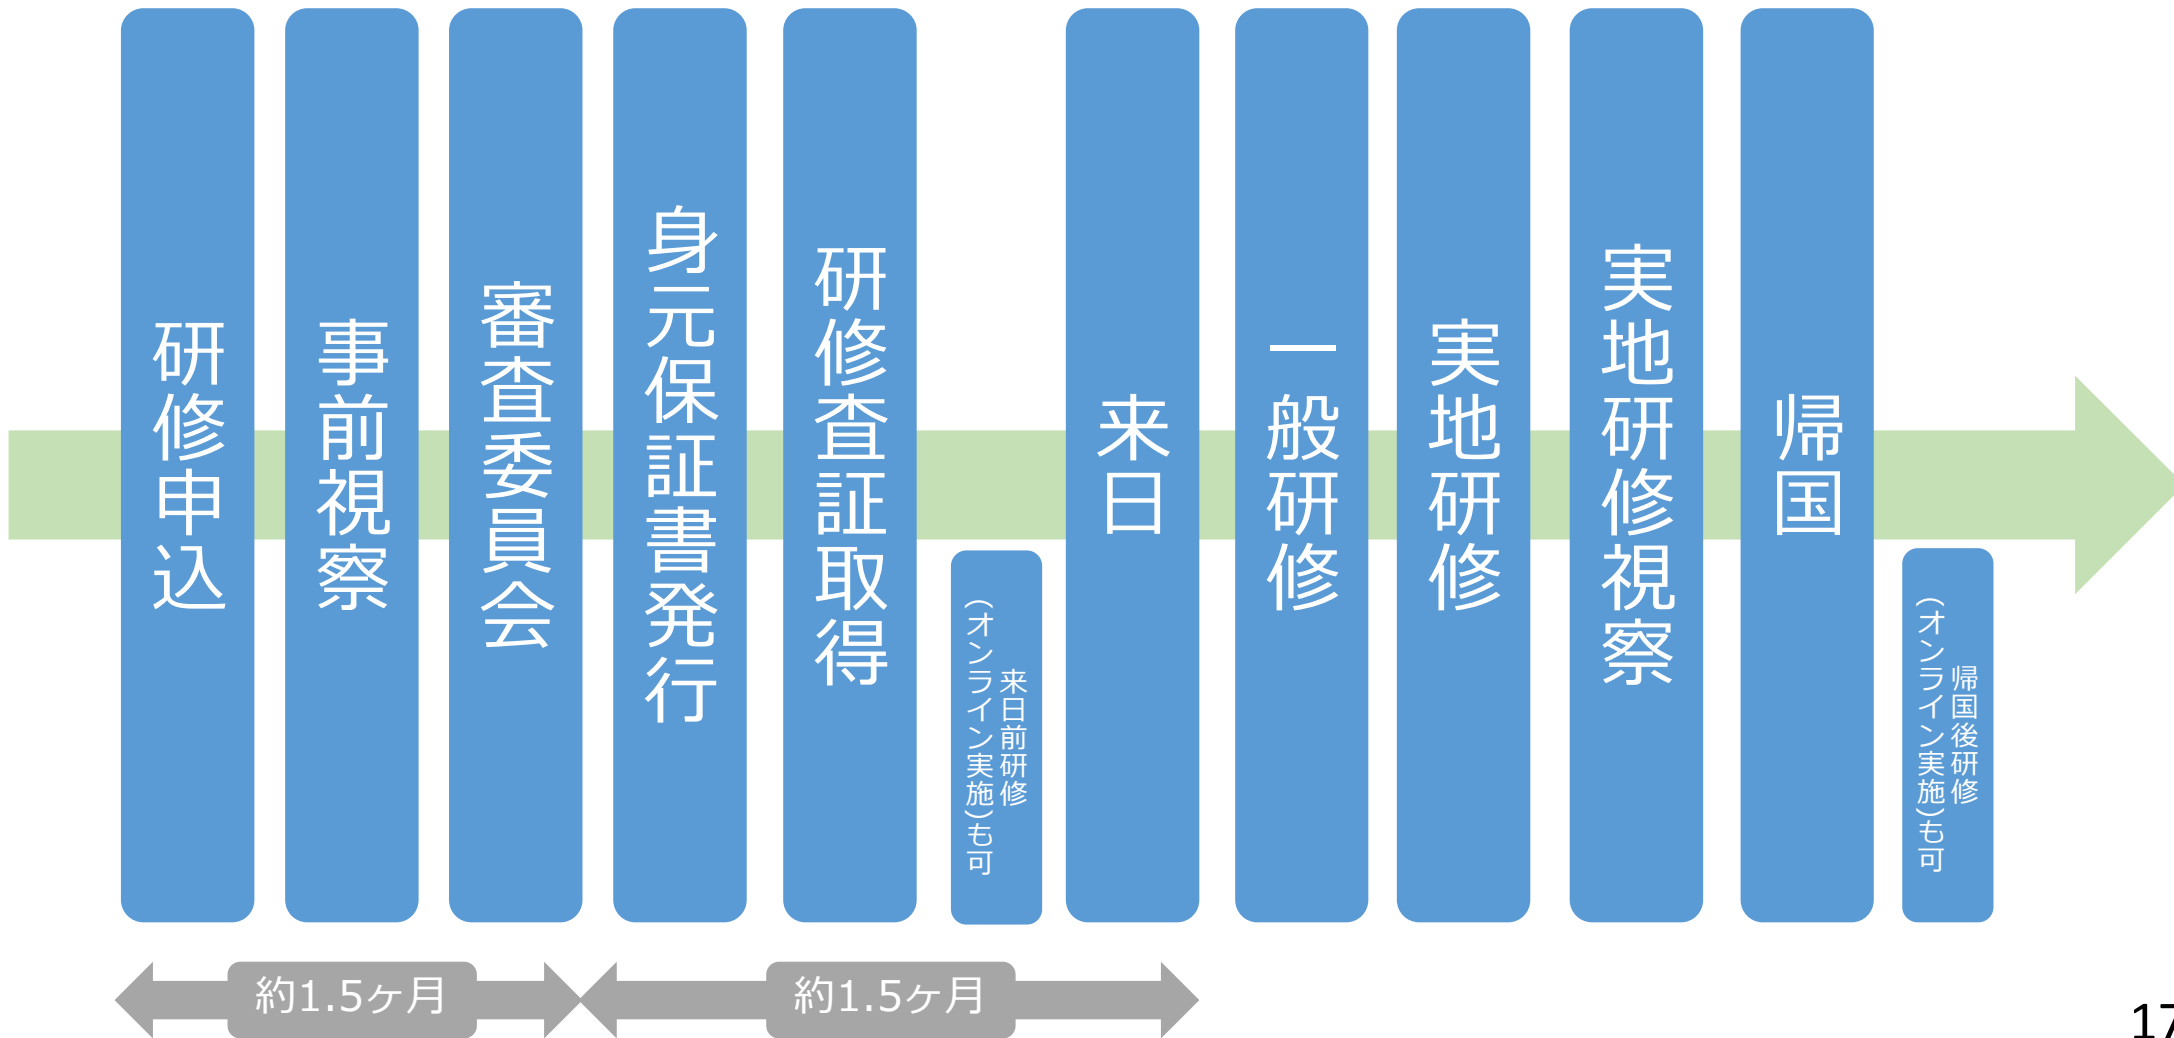 研修申込
事前視察
審査委員会
身元保証書発行
研修査証取得
来日前研修
(オンライン実施)も可
来日
一般研修
実地研修
実地研修視察
帰国
帰国後研修
(オンライン実施)も可
約1.5ヶ月
約1.5ヶ月
17